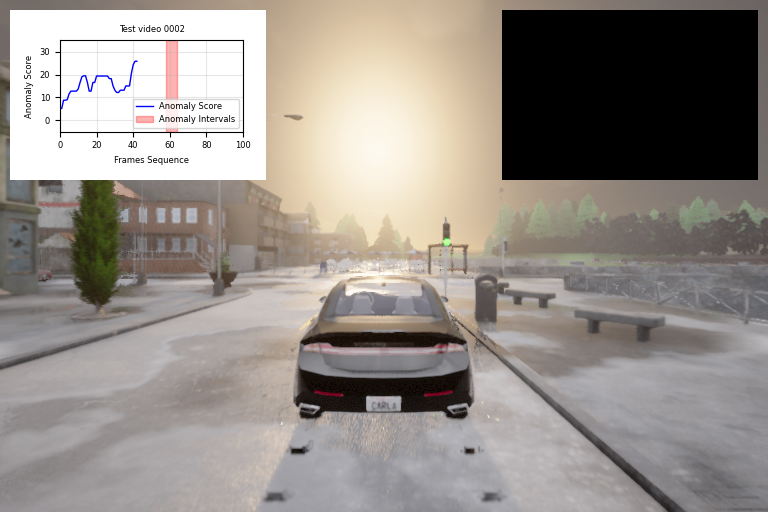 Test video 0002
Anomaly Score
30
20
10
0
Anomaly Score
Anomaly Intervals
0 20 40 60 80 100
Frames Sequence
CARLA